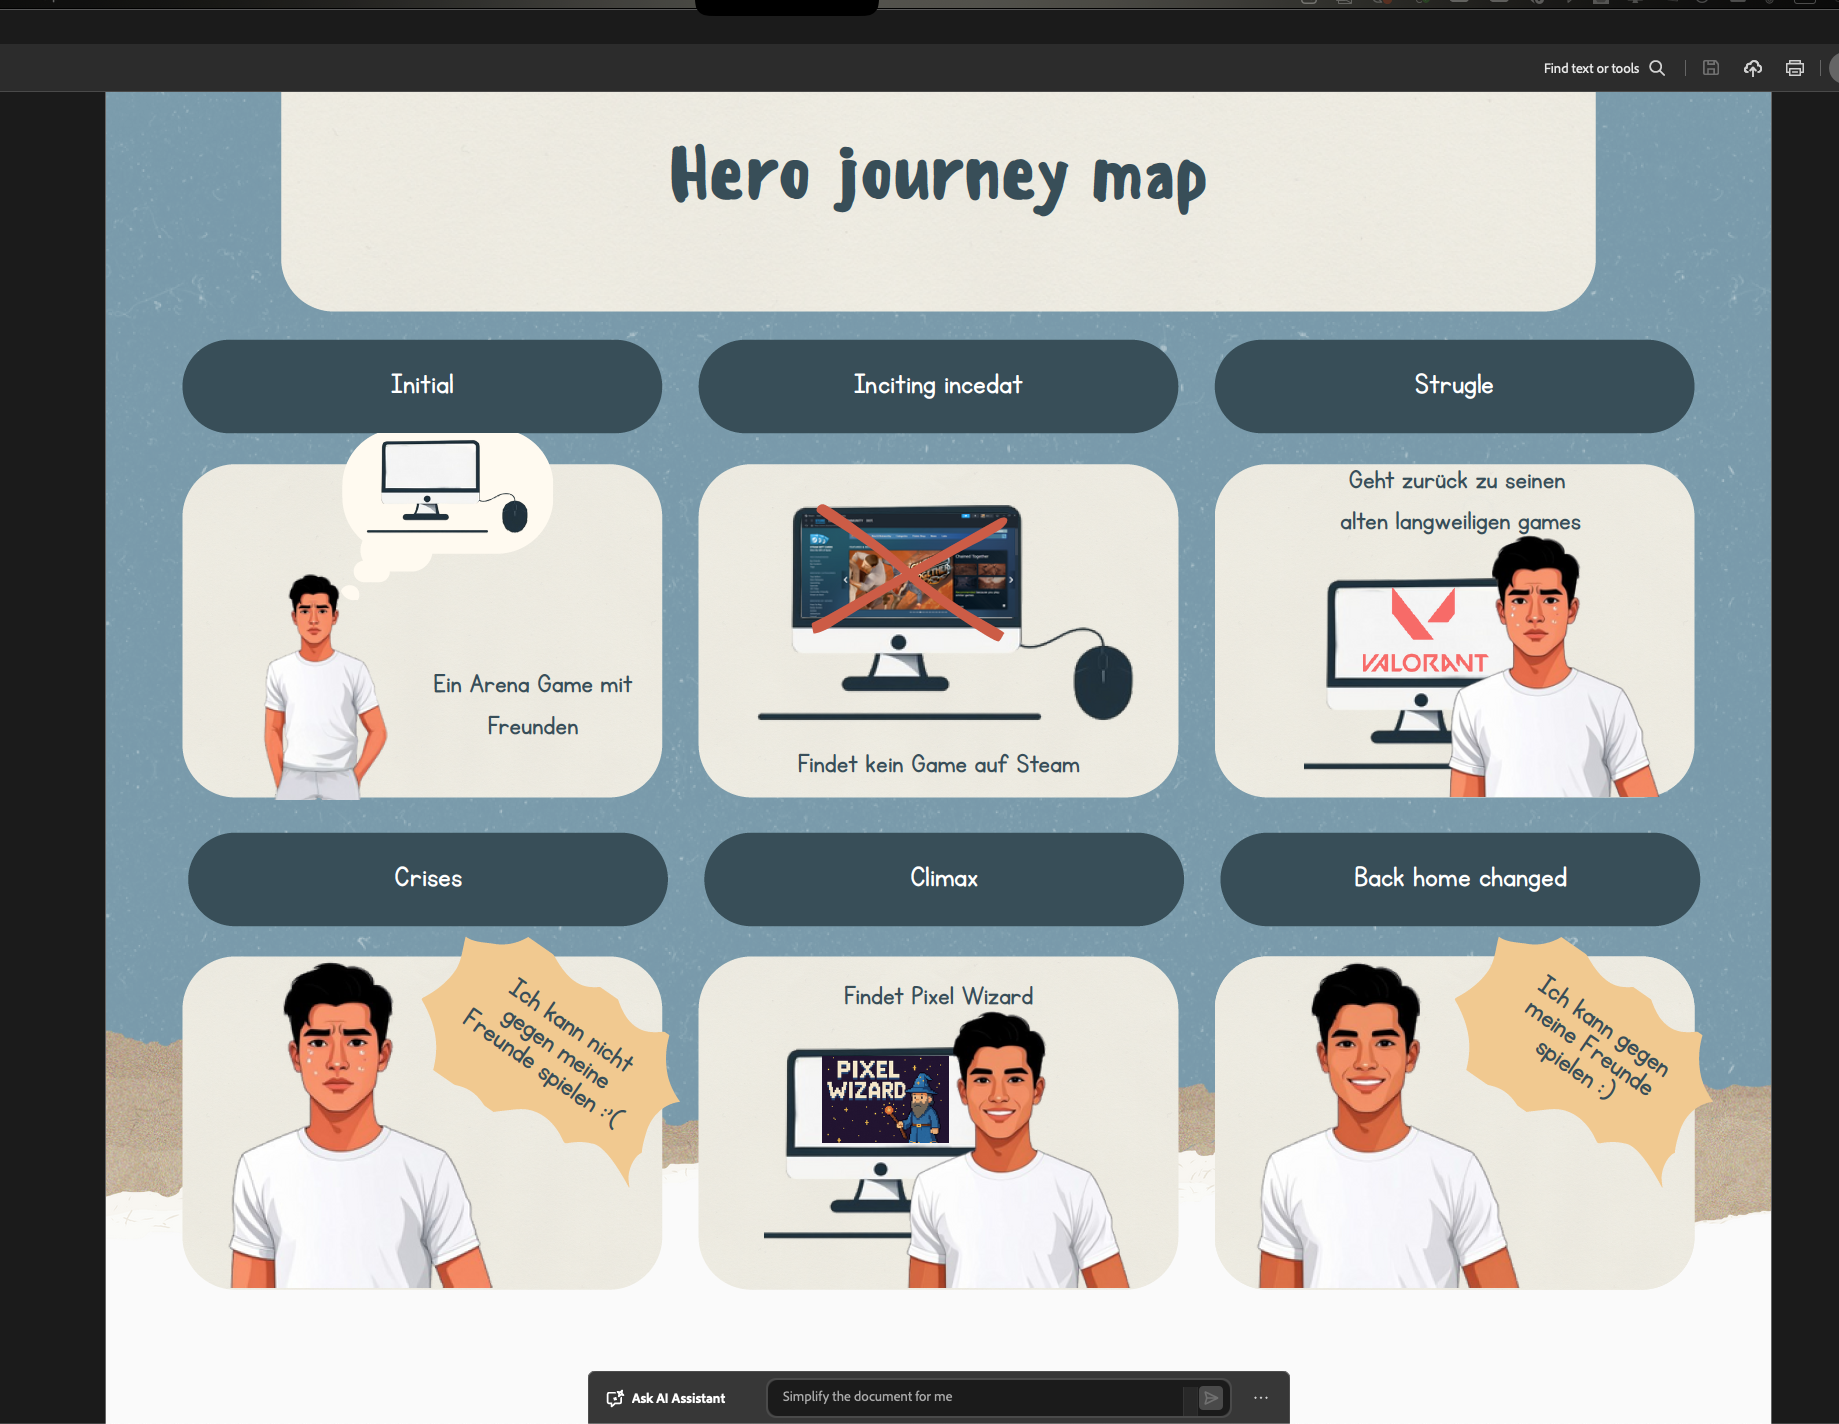 Find text or tools
Hero journey map
Initial
Inciting incedat
Strugle
Ein Arena Game mit
Freunden
Findet kein Game auf Steam
Geht zurück zu seinen
alten langweiligen games
VALORANT
Crises
Climax
Back home changed
Ich kann nicht
gegen meine
Freunde spielen :'(
Findet Pixel Wizard
PIXEL
WIZARD
Ich kann gegen
meine Freunde
spielen :)
Ask AI Assistant
Simplify the document for me